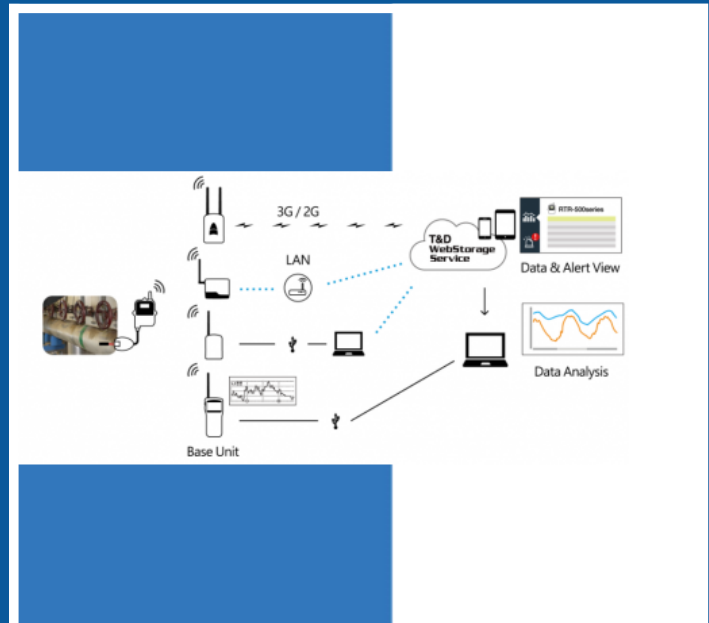 3G / 2G
RTR-500series
T&D
WebStorage
Service
LAN
Data & Alert View
Data Analysis
Base Unit